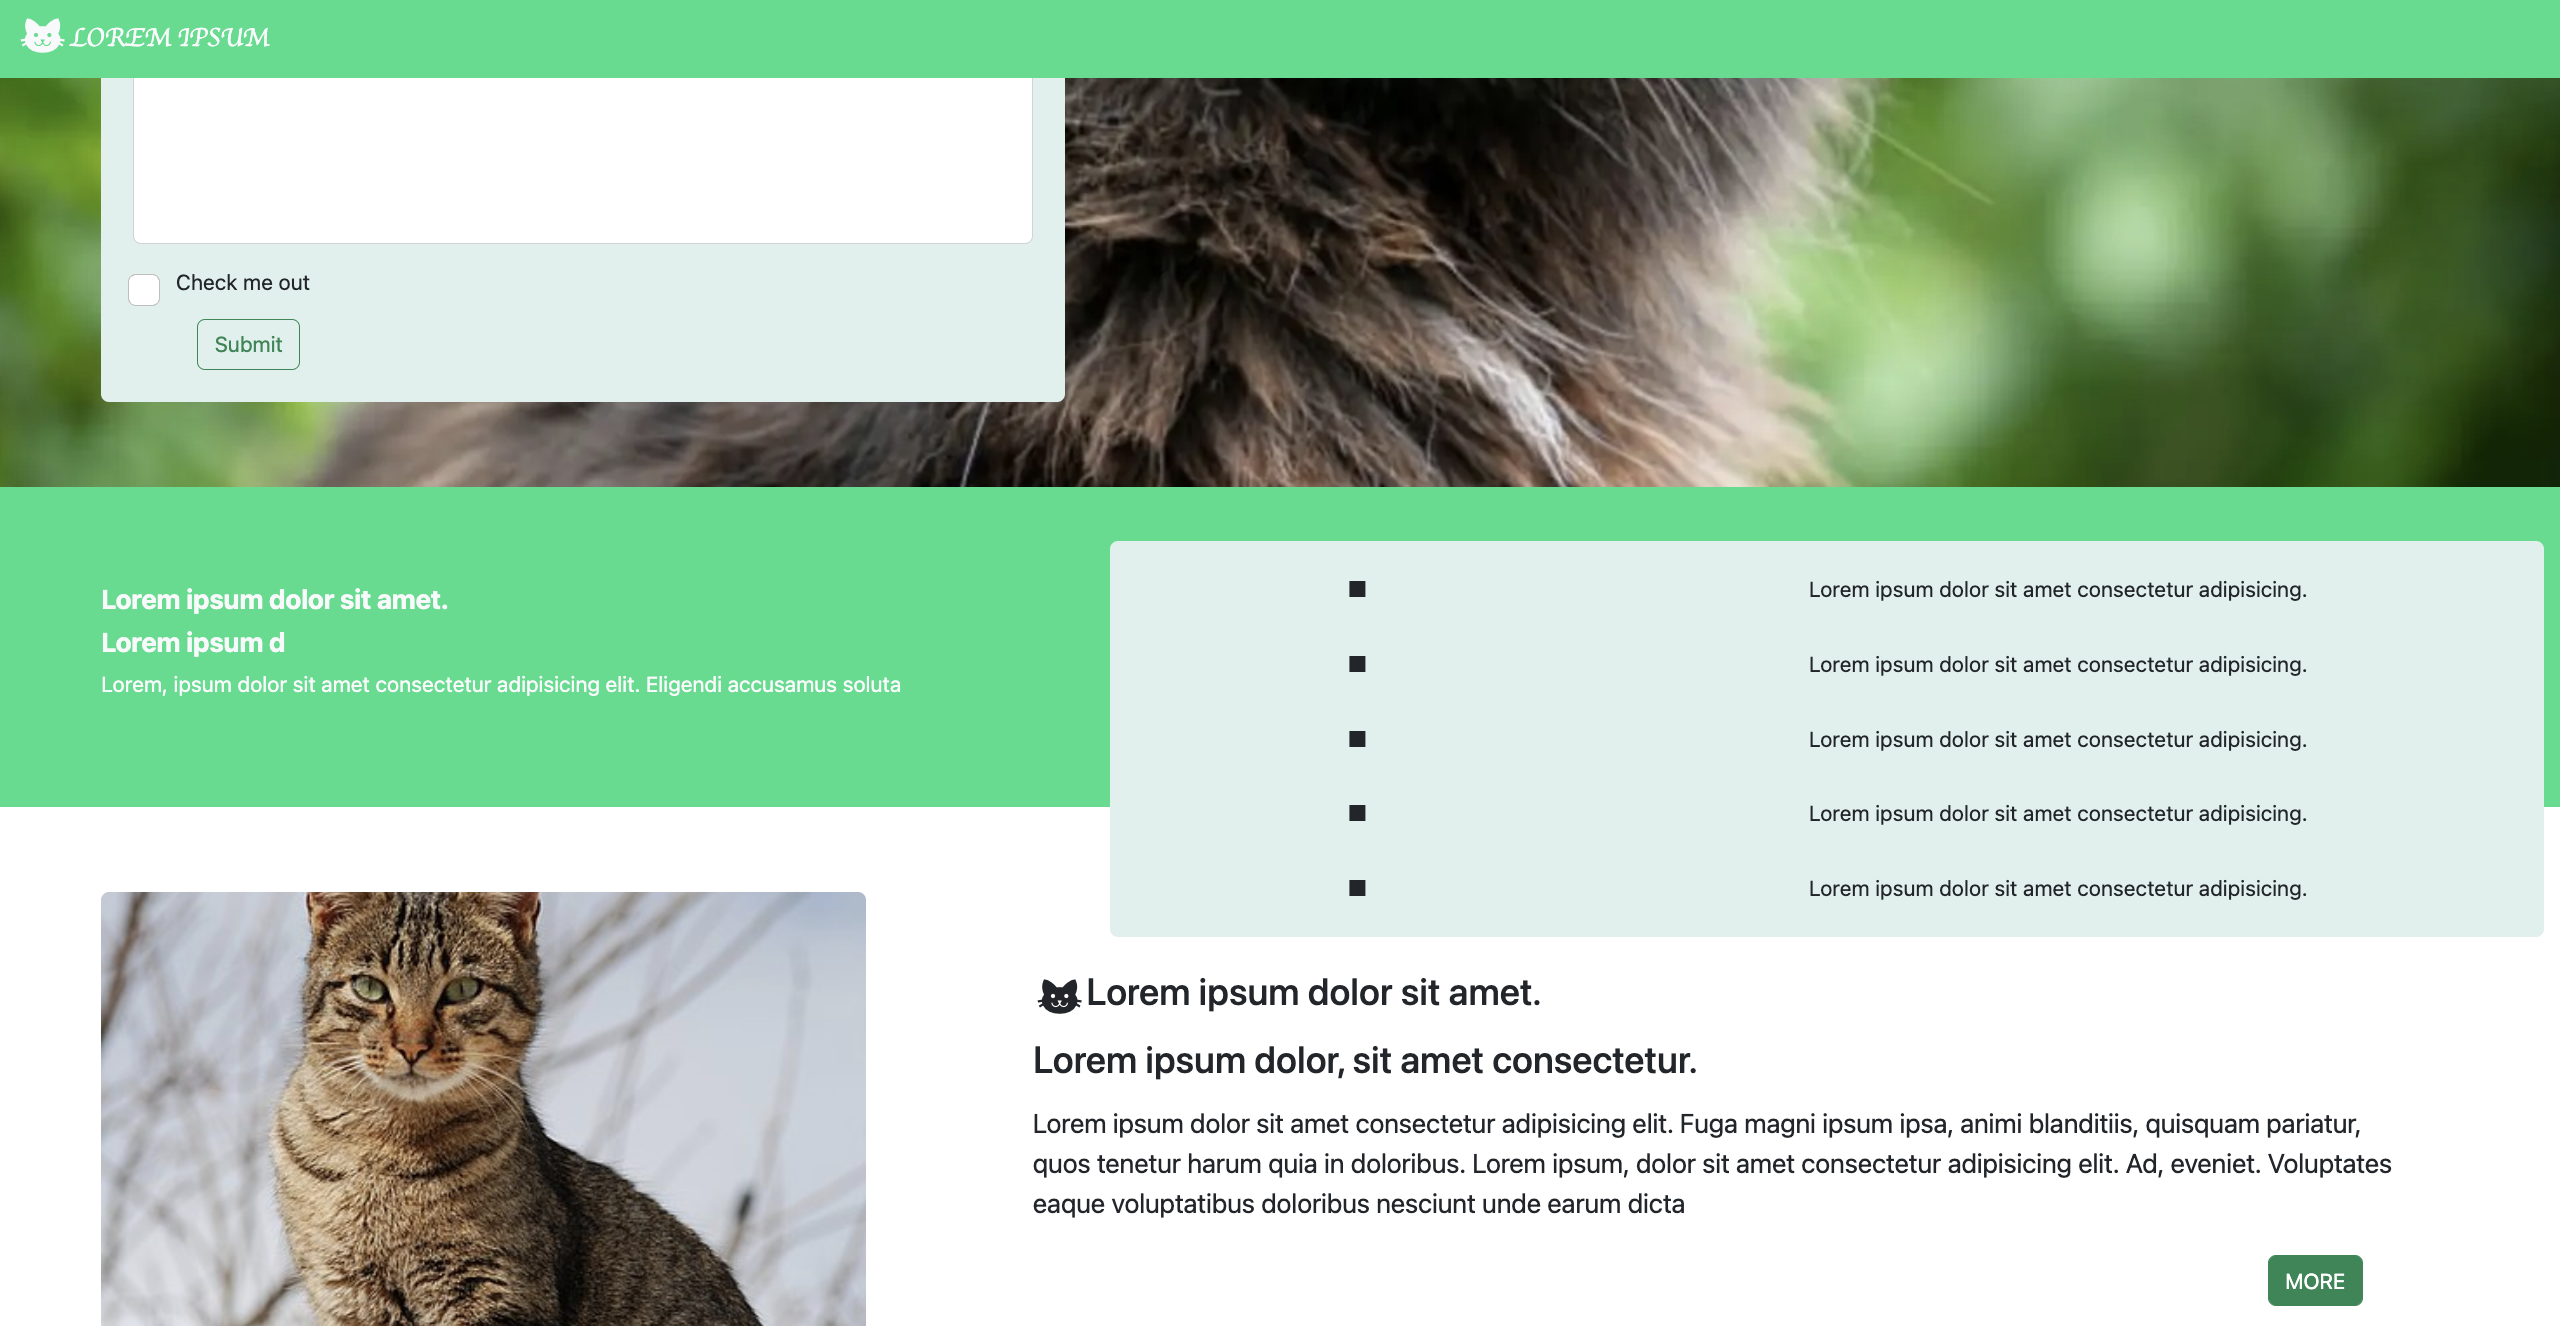 LOREM IPSUM
Check me out
Submit
Lorem ipsum dolor sit amet.
Lorem ipsum d
Lorem, ipsum dolor sit amet consectetur adipisicing elit. Eligendi accusamus soluta
Lorem ipsum dolor sit amet consectetur adipisicing.
Lorem ipsum dolor sit amet consectetur adipisicing.
Lorem ipsum dolor sit amet consectetur adipisicing.
Lorem ipsum dolor sit amet consectetur adipisicing.
Lorem ipsum dolor sit amet consectetur adipisicing.
Lorem ipsum dolor sit amet.
Lorem ipsum dolor, sit amet consectetur.
Lorem ipsum dolor sit amet consectetur adipisicing elit. Fuga magni ipsum ipsa, animi blanditiis, quisquam pariatur,
quos tenetur harum quia in doloribus. Lorem ipsum, dolor sit amet consectetur adipisicing elit. Ad, eveniet. Voluptates
eaque voluptatibus doloribus nesciunt unde earum dicta
MORE